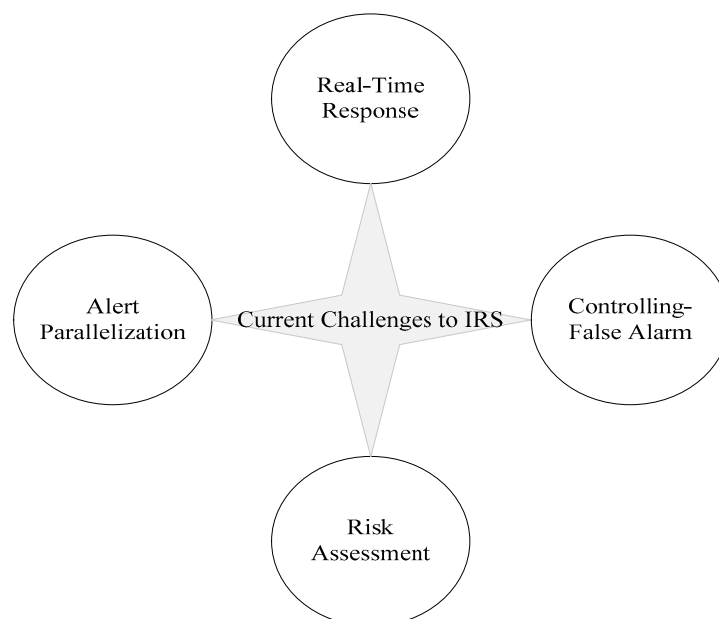 Real-Time
Response
Alert
Parallelization
Current Challenges to IRS
Controlling-
False Alarm
Risk
Assessment